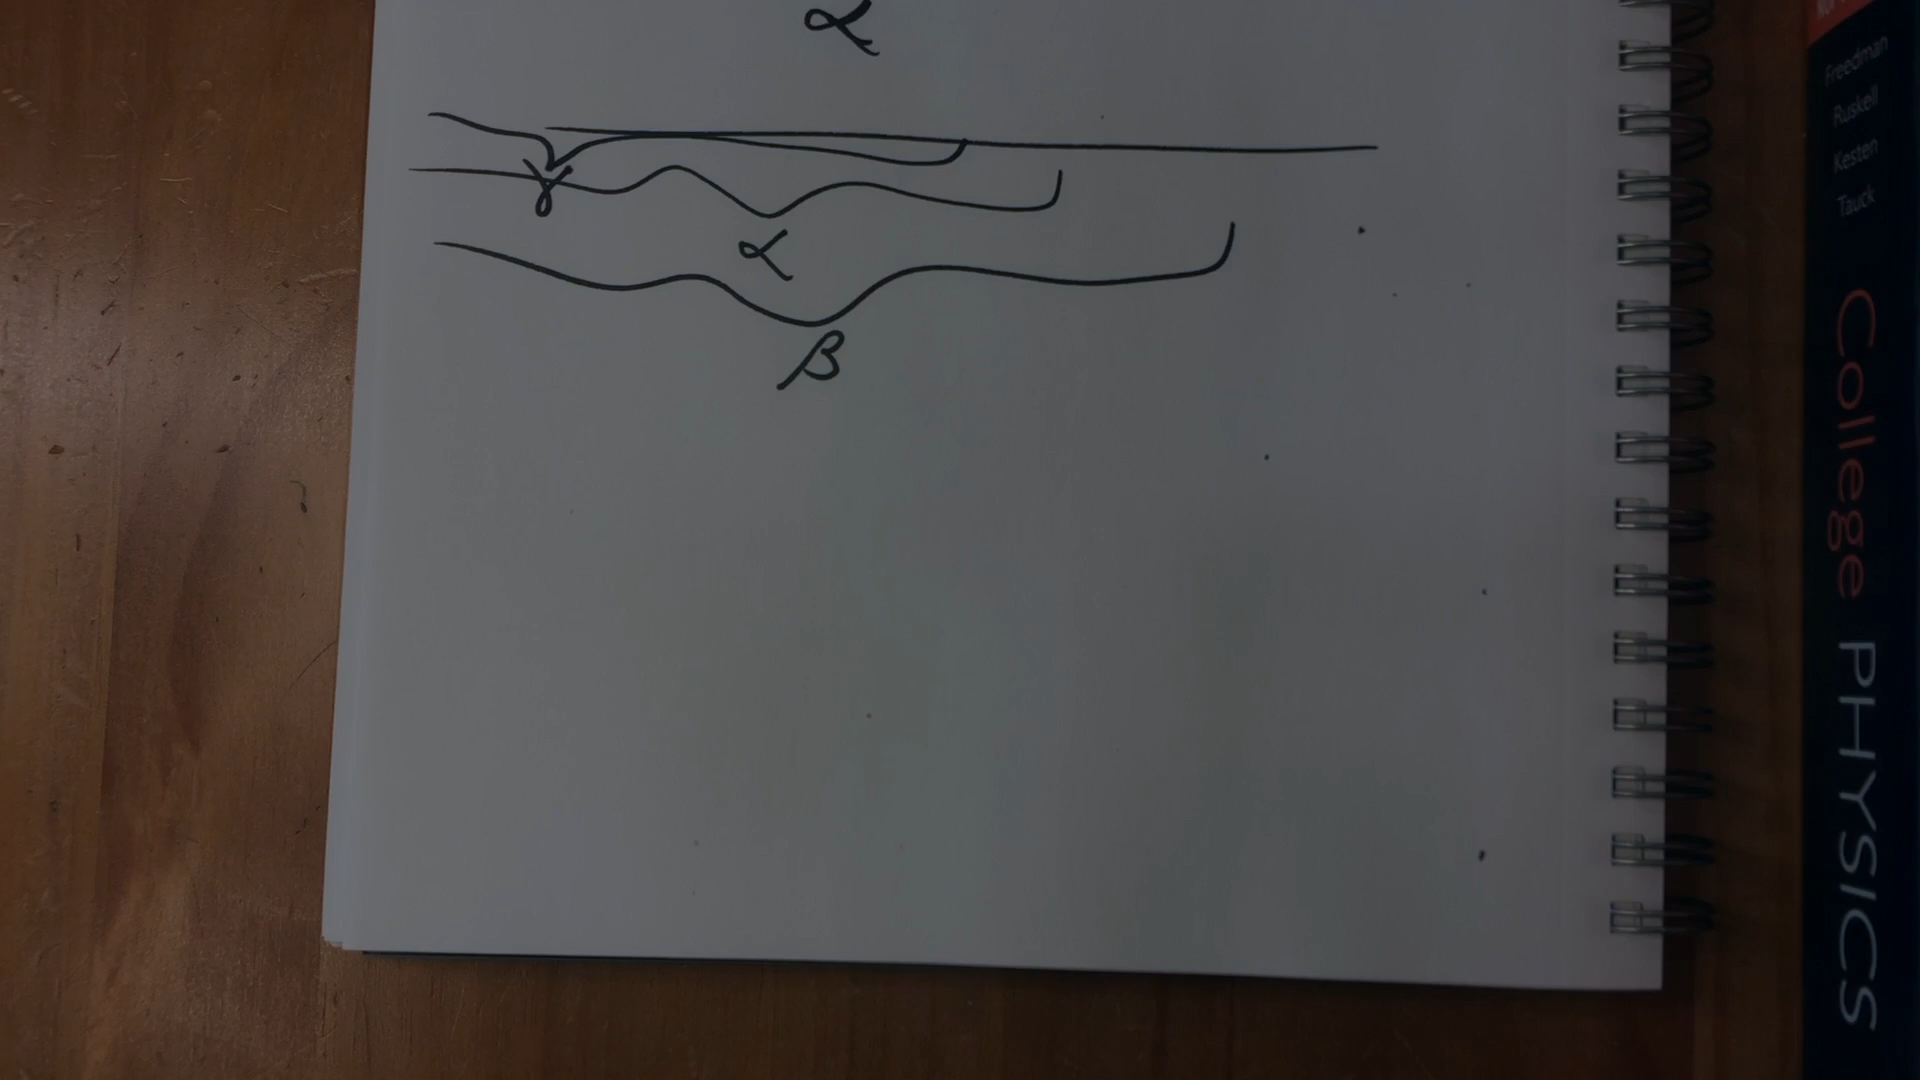 α
γ
α
β
Freedman
Ruskell
Kesten
Tauck
College PHYSICS